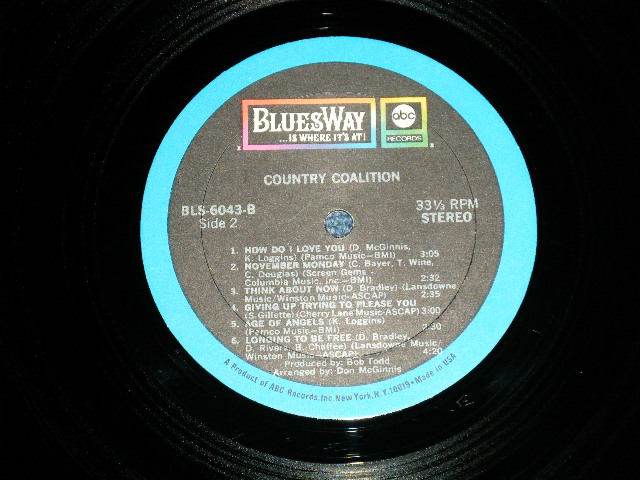 BLUESWAY
...IS WHERE IT'S AT!
abc
RECORDS
COUNTRY COALITION
BLS-6043-B
Side 2
33⅓ RPM
STEREO
1. HOW DO I LOVE YOU (D. McGinnis,
K. Loggins) (Pamco Music—BMI) 3:05
2. NOVEMBER MONDAY (C. Bayer, T. Wine,
C. Douglas) (Screen Gems -
Columbia Music, Inc.—BMI) 2:32
3. THINK ABOUT NOW (D. Bradley) (Lansdowne
Music/Winston Music—ASCAP) 2:35
4. GIVING UP TRYING TO PLEASE YOU
(S. Gillette) (Cherry Lane Music-ASCAP) 3:00
5. AGE OF ANGELS (K. Loggins)
(Pamco Music—BMI) 2:30
6. LONGING TO BE FREE (D. Bradley,
D. Rivers, B. Chaffee) (Lansdowne Music/
Winston Music—ASCAP) 4:20
Produced by: Bob Todd
Arranged by: Don McGinnis
A Product of ABC Records, Inc. New York, N.Y. 10019 • Made in USA